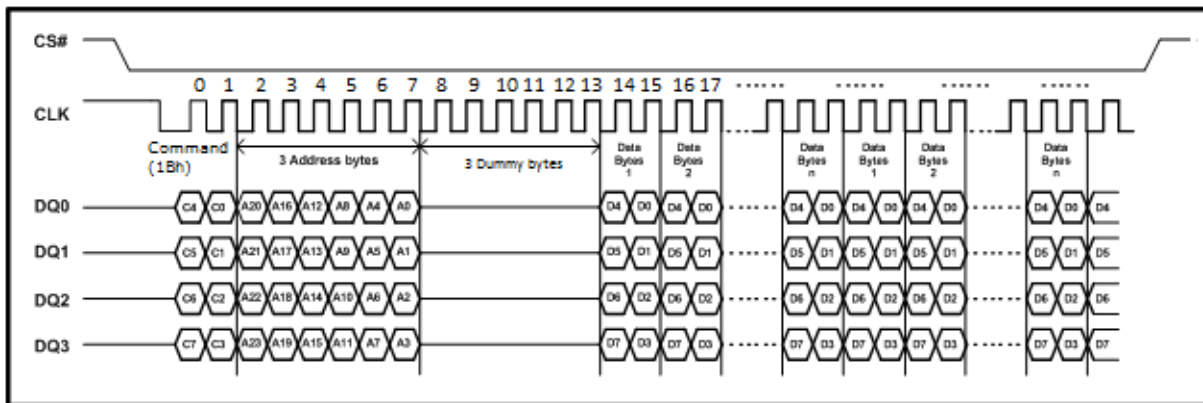 CS#
0 1 2 3 4 5 6 7 8 9 10 11 12 13 14 15 16 17 ...... ...... ......
CLK
Command
(1Bh)
3 Address bytes
3 Dummy bytes
Data
Bytes
1
Data
Bytes
2
Data
Bytes
n
Data
Bytes
1
Data
Bytes
2
Data
Bytes
n
DQ0 C4 C0 A20 A16 A12 A8 A4 A0 D4 D0 D4 D0 D4 D0 D4 D0 D4 D0 D4 D0 D4
DQ1 C5 C1 A21 A17 A13 A9 A5 A1 D5 D1 D5 D1 D5 D1 D5 D1 D5 D1 D5 D1 D5
DQ2 C6 C2 A22 A18 A14 A10 A6 A2 D6 D2 D6 D2 D6 D2 D6 D2 D6 D2 D6 D2 D6
DQ3 C7 C3 A23 A19 A15 A11 A7 A3 D7 D3 D7 D3 D7 D3 D7 D3 D7 D3 D7 D3 D7